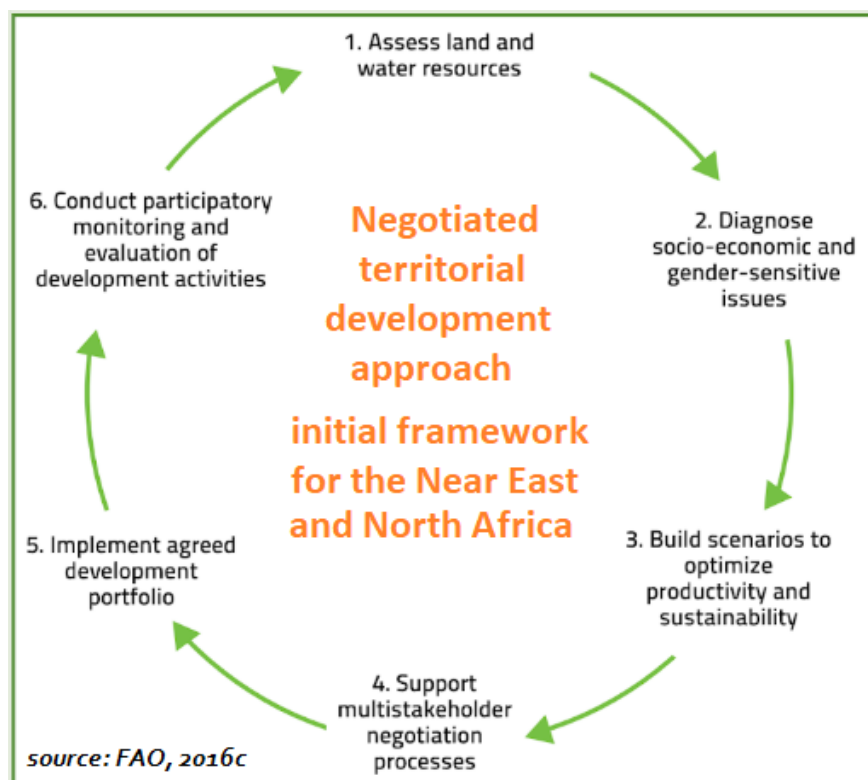 1. Assess land and
water resources
2. Diagnose
socio-economic and
gender-sensitive
issues
3. Build scenarios to
optimize
productivity and
sustainability
4. Support
multistakeholder
negotiation
processes
5. Implement agreed
development
portfolio
6. Conduct participatory
monitoring and
evaluation of
development activities
Negotiated
territorial
development
approach
initial framework
for the Near East
and North Africa
source: FAO, 2016c